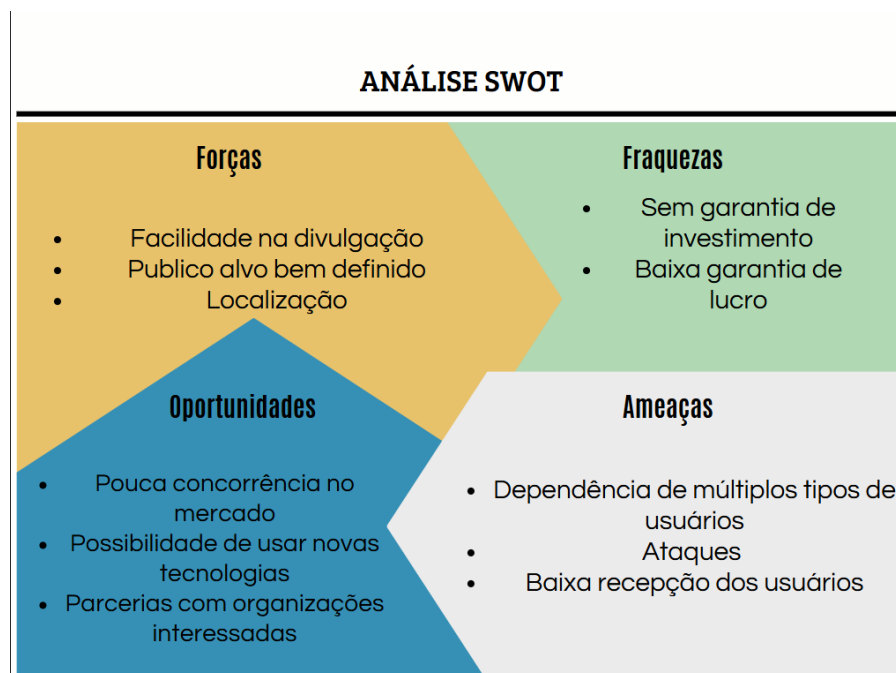 ANÁLISE SWOT
Forças
• Facilidade na divulgação
• Publico alvo bem definido
• Localização
Fraquezas
• Sem garantia de
investimento
• Baixa garantia de
lucro
Oportunidades
• Pouca concorrência no
mercado
• Possibilidade de usar novas
tecnologias
• Parcerias com organizações
interessadas
Ameaças
• Dependência de múltiplos tipos de
usuários
• Ataques
• Baixa recepção dos usuários